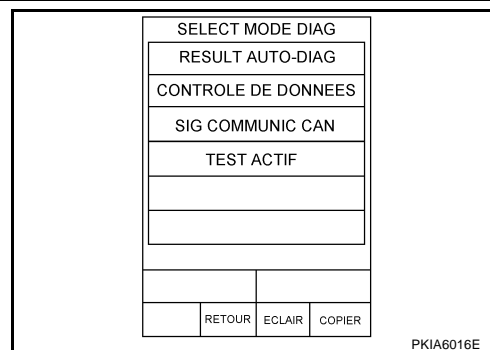 SELECT MODE DIAG
RESULT AUTO-DIAG
CONTROLE DE DONNEES
SIG COMMUNIC CAN
TEST ACTIF
RETOUR ECLAIR COPIER
PKIA6016E